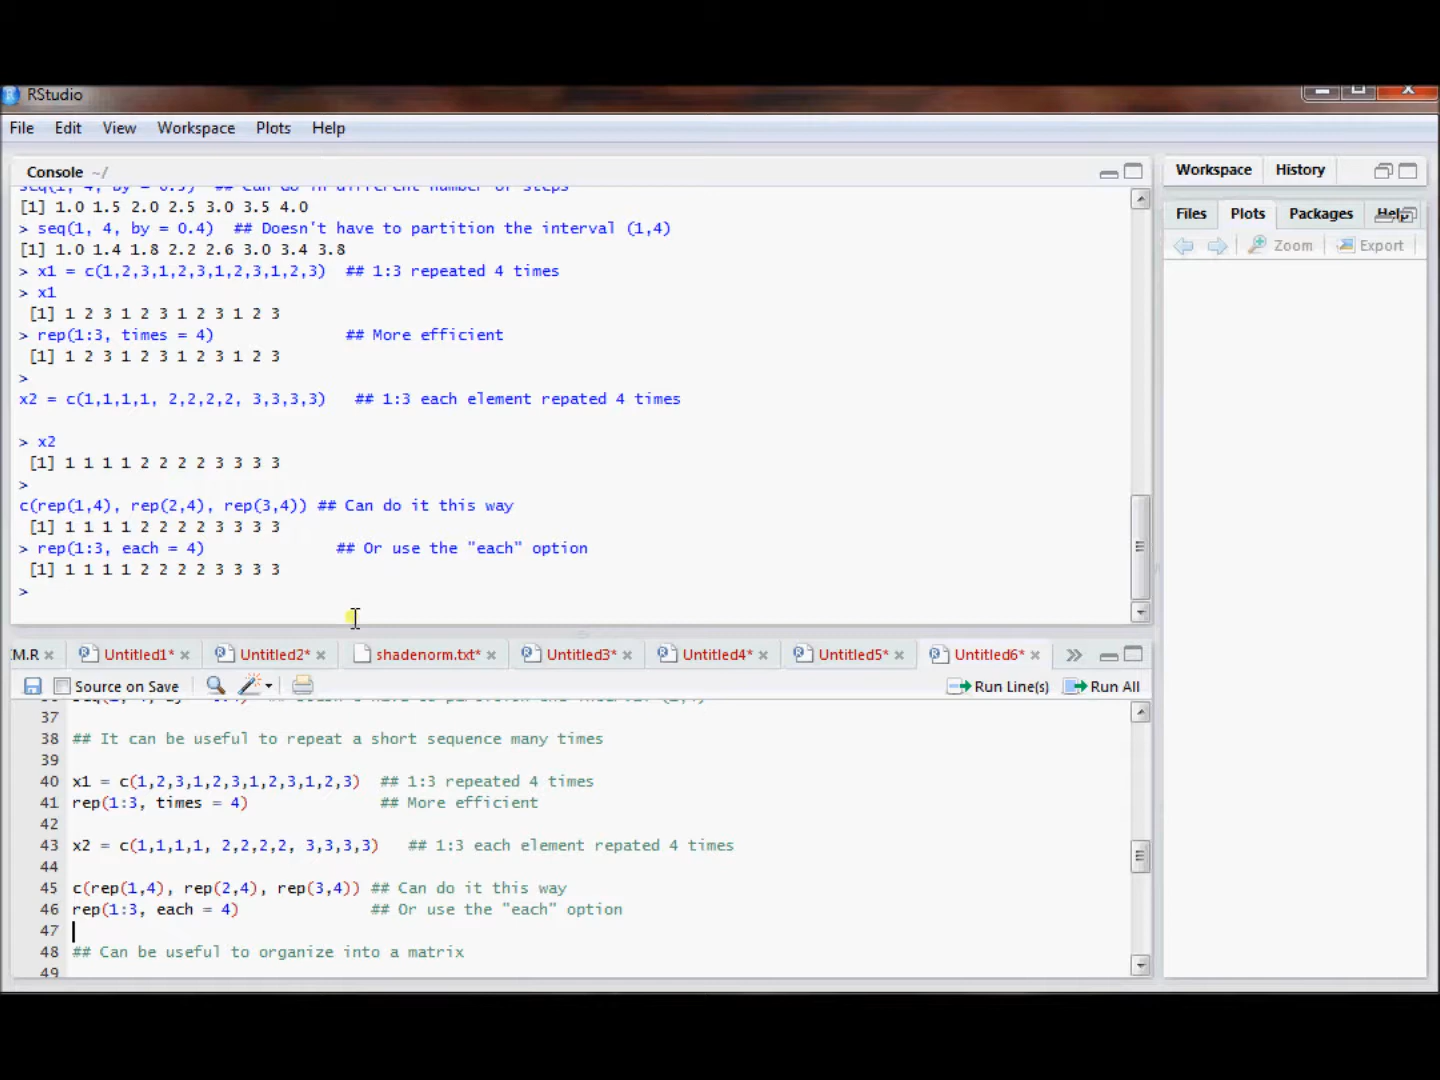 RStudio
File Edit View Workspace Plots Help
Console ~/
[1] 1.0 1.5 2.0 2.5 3.0 3.5 4.0
> seq(1, 4, by = 0.4)  ## Doesn't have to partition the interval (1,4)
[1] 1.0 1.4 1.8 2.2 2.6 3.0 3.4 3.8
> x1 = c(1,2,3,1,2,3,1,2,3,1,2,3)  ## 1:3 repeated 4 times
> x1
[1] 1 2 3 1 2 3 1 2 3 1 2 3
> rep(1:3, times = 4)              ## More efficient
[1] 1 2 3 1 2 3 1 2 3 1 2 3
>
x2 = c(1,1,1,1, 2,2,2,2, 3,3,3,3)   ## 1:3 each element repated 4 times
> x2
[1] 1 1 1 1 2 2 2 2 3 3 3 3
>
c(rep(1,4), rep(2,4), rep(3,4)) ## Can do it this way
[1] 1 1 1 1 2 2 2 2 3 3 3 3
> rep(1:3, each = 4)              ## Or use the "each" option
[1] 1 1 1 1 2 2 2 2 3 3 3 3
>
Workspace History
Files Plots Packages Help
Zoom Export
KM.R Untitled1* Untitled2* shadenorm.txt* Untitled3* Untitled4* Untitled5* Untitled6*
Source on Save Run Line(s) Run All
37
38 ## It can be useful to repeat a short sequence many times
39
40 x1 = c(1,2,3,1,2,3,1,2,3,1,2,3)  ## 1:3 repeated 4 times
41 rep(1:3, times = 4)              ## More efficient
42
43 x2 = c(1,1,1,1, 2,2,2,2, 3,3,3,3)   ## 1:3 each element repated 4 times
44
45 c(rep(1,4), rep(2,4), rep(3,4)) ## Can do it this way
46 rep(1:3, each = 4)              ## Or use the "each" option
47
48 ## Can be useful to organize into a matrix
49